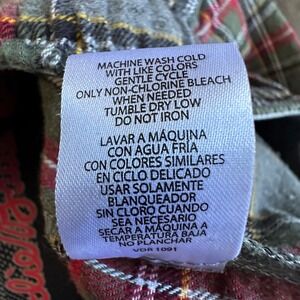 MACHINE WASH COLD
WITH LIKE COLORS
GENTLE CYCLE
ONLY NON-CHLORINE BLEACH
WHEN NEEDED
TUMBLE DRY LOW
DO NOT IRON
LAVAR A MÁQUINA
CON AGUA FRÍA
CON COLORES SIMILARES
EN CICLO DELICADO
USAR SOLAMENTE
BLANQUEADOR
SIN CLORO CUANDO
SEA NECESARIO
SECAR A MÁQUINA A
TEMPERATURA BAJA
NO PLANCHAR
VDR 1091